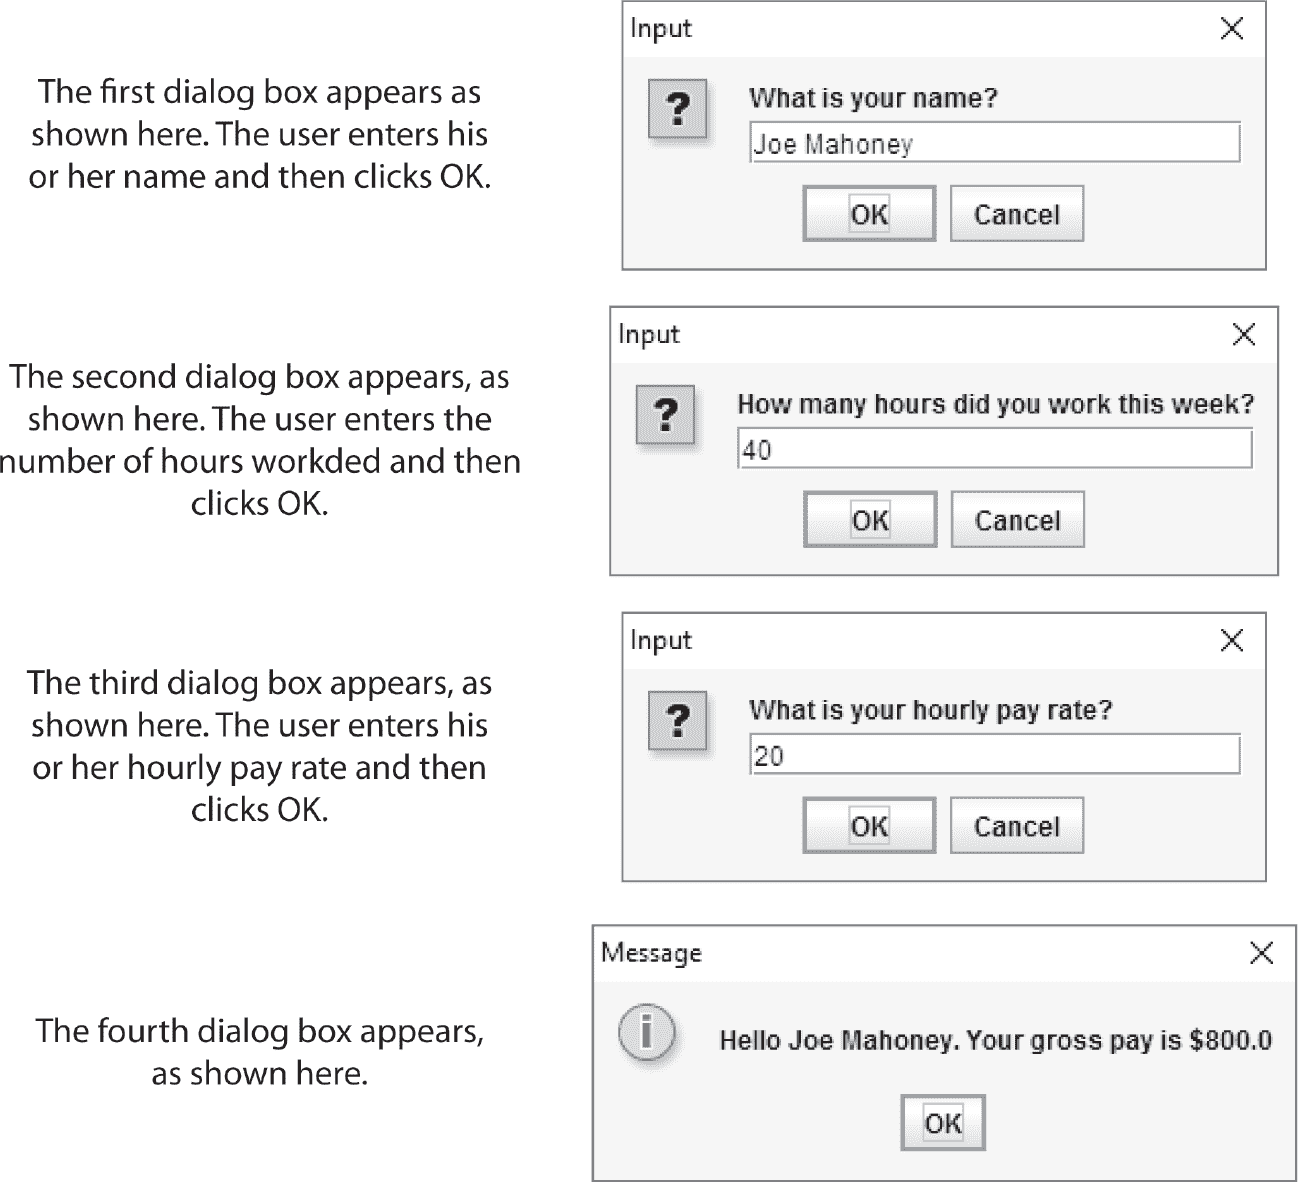 The first dialog box appears as
shown here. The user enters his
or her name and then clicks OK.
Input
?
What is your name?
Joe Mahoney
OK Cancel
The second dialog box appears, as
shown here. The user enters the
number of hours workded and then
clicks OK.
Input
?
How many hours did you work this week?
40
OK Cancel
The third dialog box appears, as
shown here. The user enters his
or her hourly pay rate and then
clicks OK.
Input
?
What is your hourly pay rate?
20
OK Cancel
The fourth dialog box appears,
as shown here.
Message
i
Hello Joe Mahoney. Your gross pay is $800.0
OK